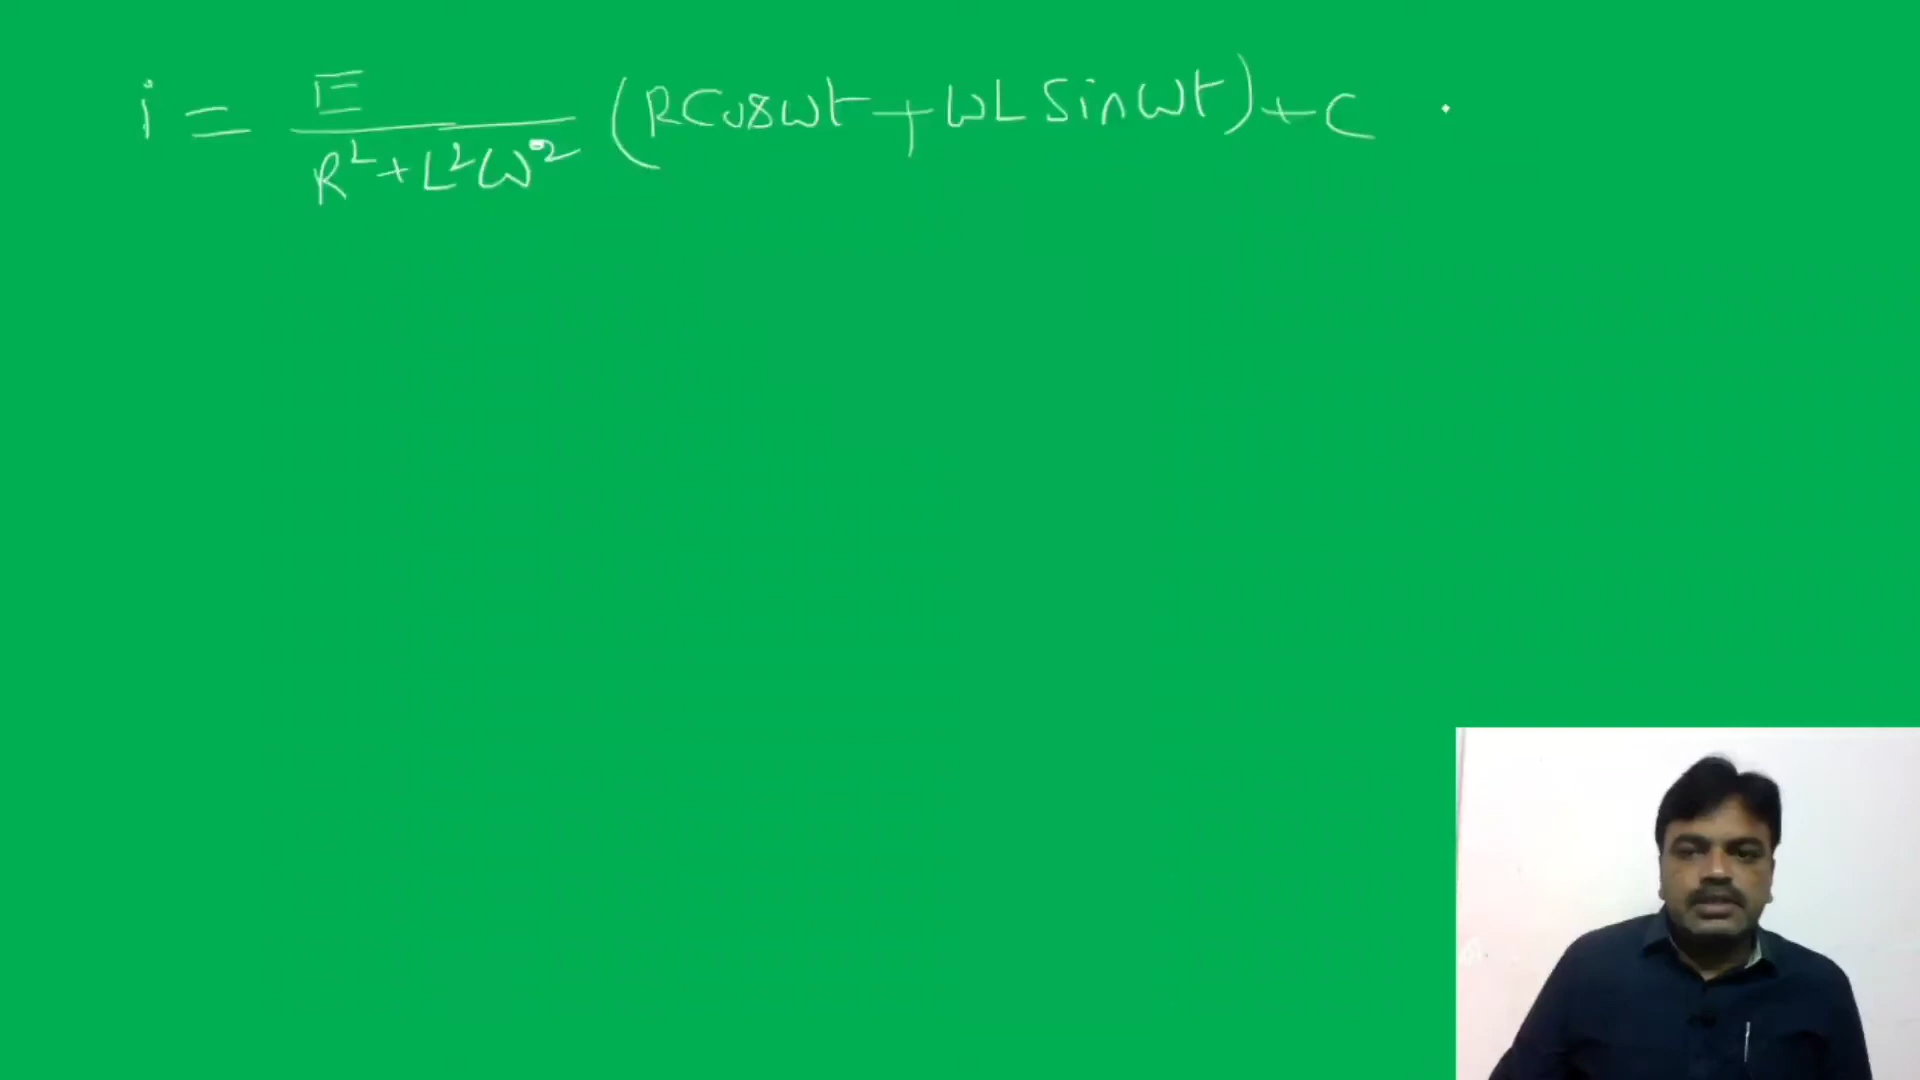 i = E / (R² + L²ω²) (R Cos ωt + ωL Sin ωt) + C